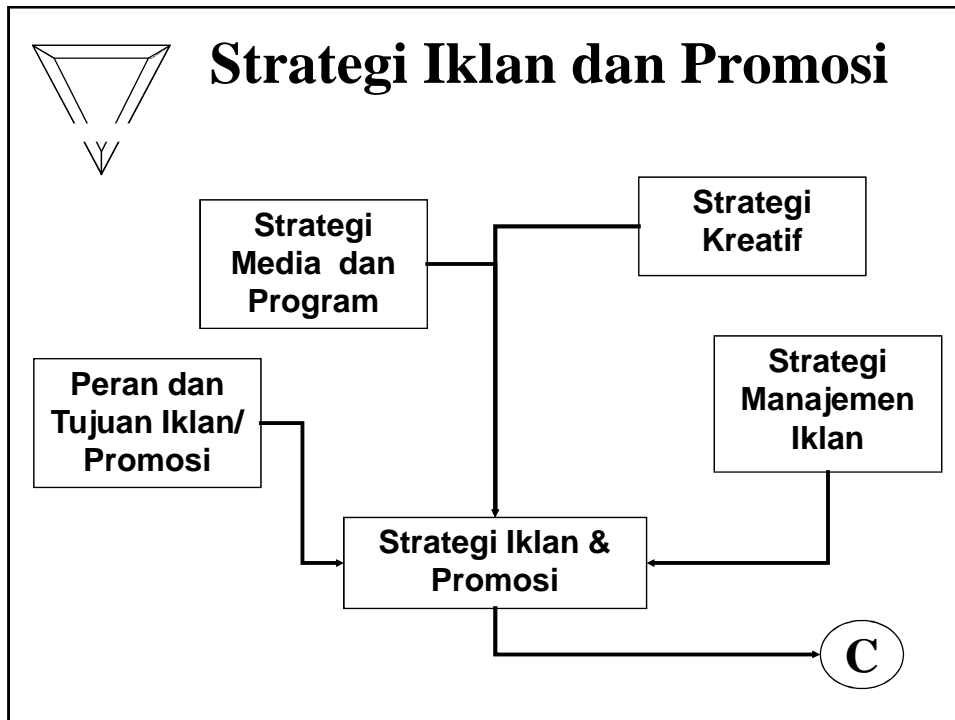 Strategi Iklan dan Promosi
Strategi
Media dan
Program
Strategi
Kreatif
Peran dan
Tujuan Iklan/
Promosi
Strategi
Manajemen
Iklan
Strategi Iklan &
Promosi
C